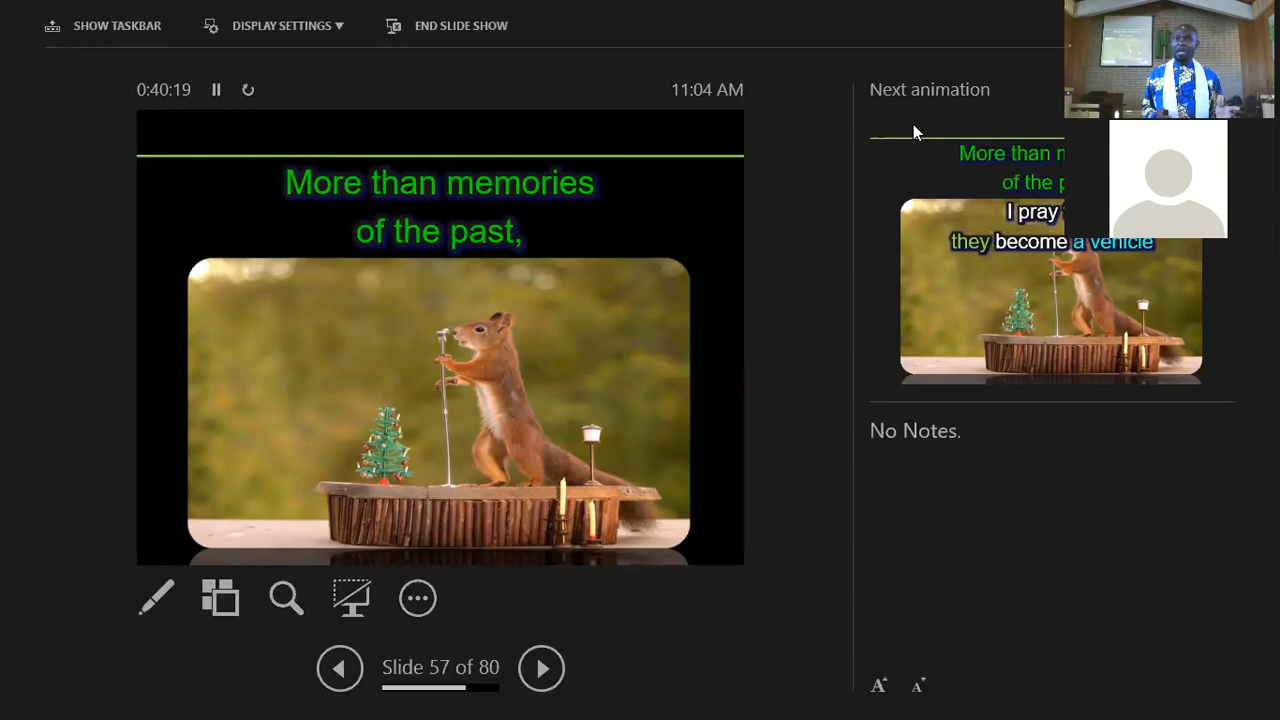 SHOW TASKBAR
DISPLAY SETTINGS
END SLIDE SHOW
0:40:19
11:04 AM
More than memories
of the past,
Next animation
More than
of the
I pray
they become a vehicle
No Notes.
Slide 57 of 80
A A